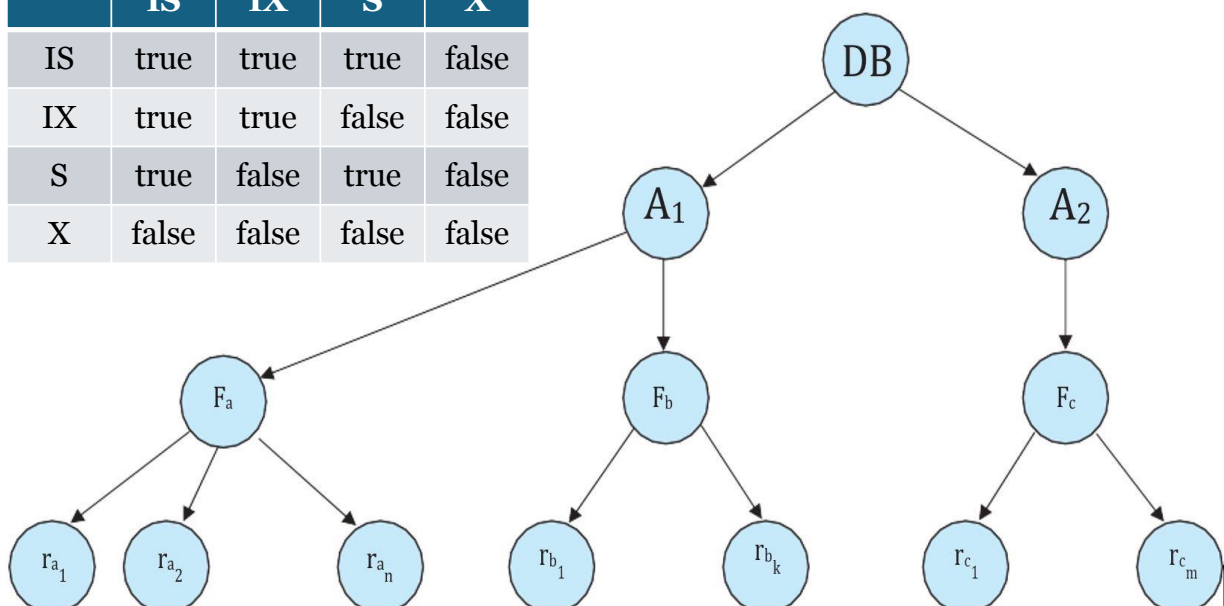 IS IX S X
IS true true true false
IX true true false false
S true false true false
X false false false false
DB
A1 A2
Fa Fb Fc
ra1 ra2 ran rb1 rbk rc1 rcm